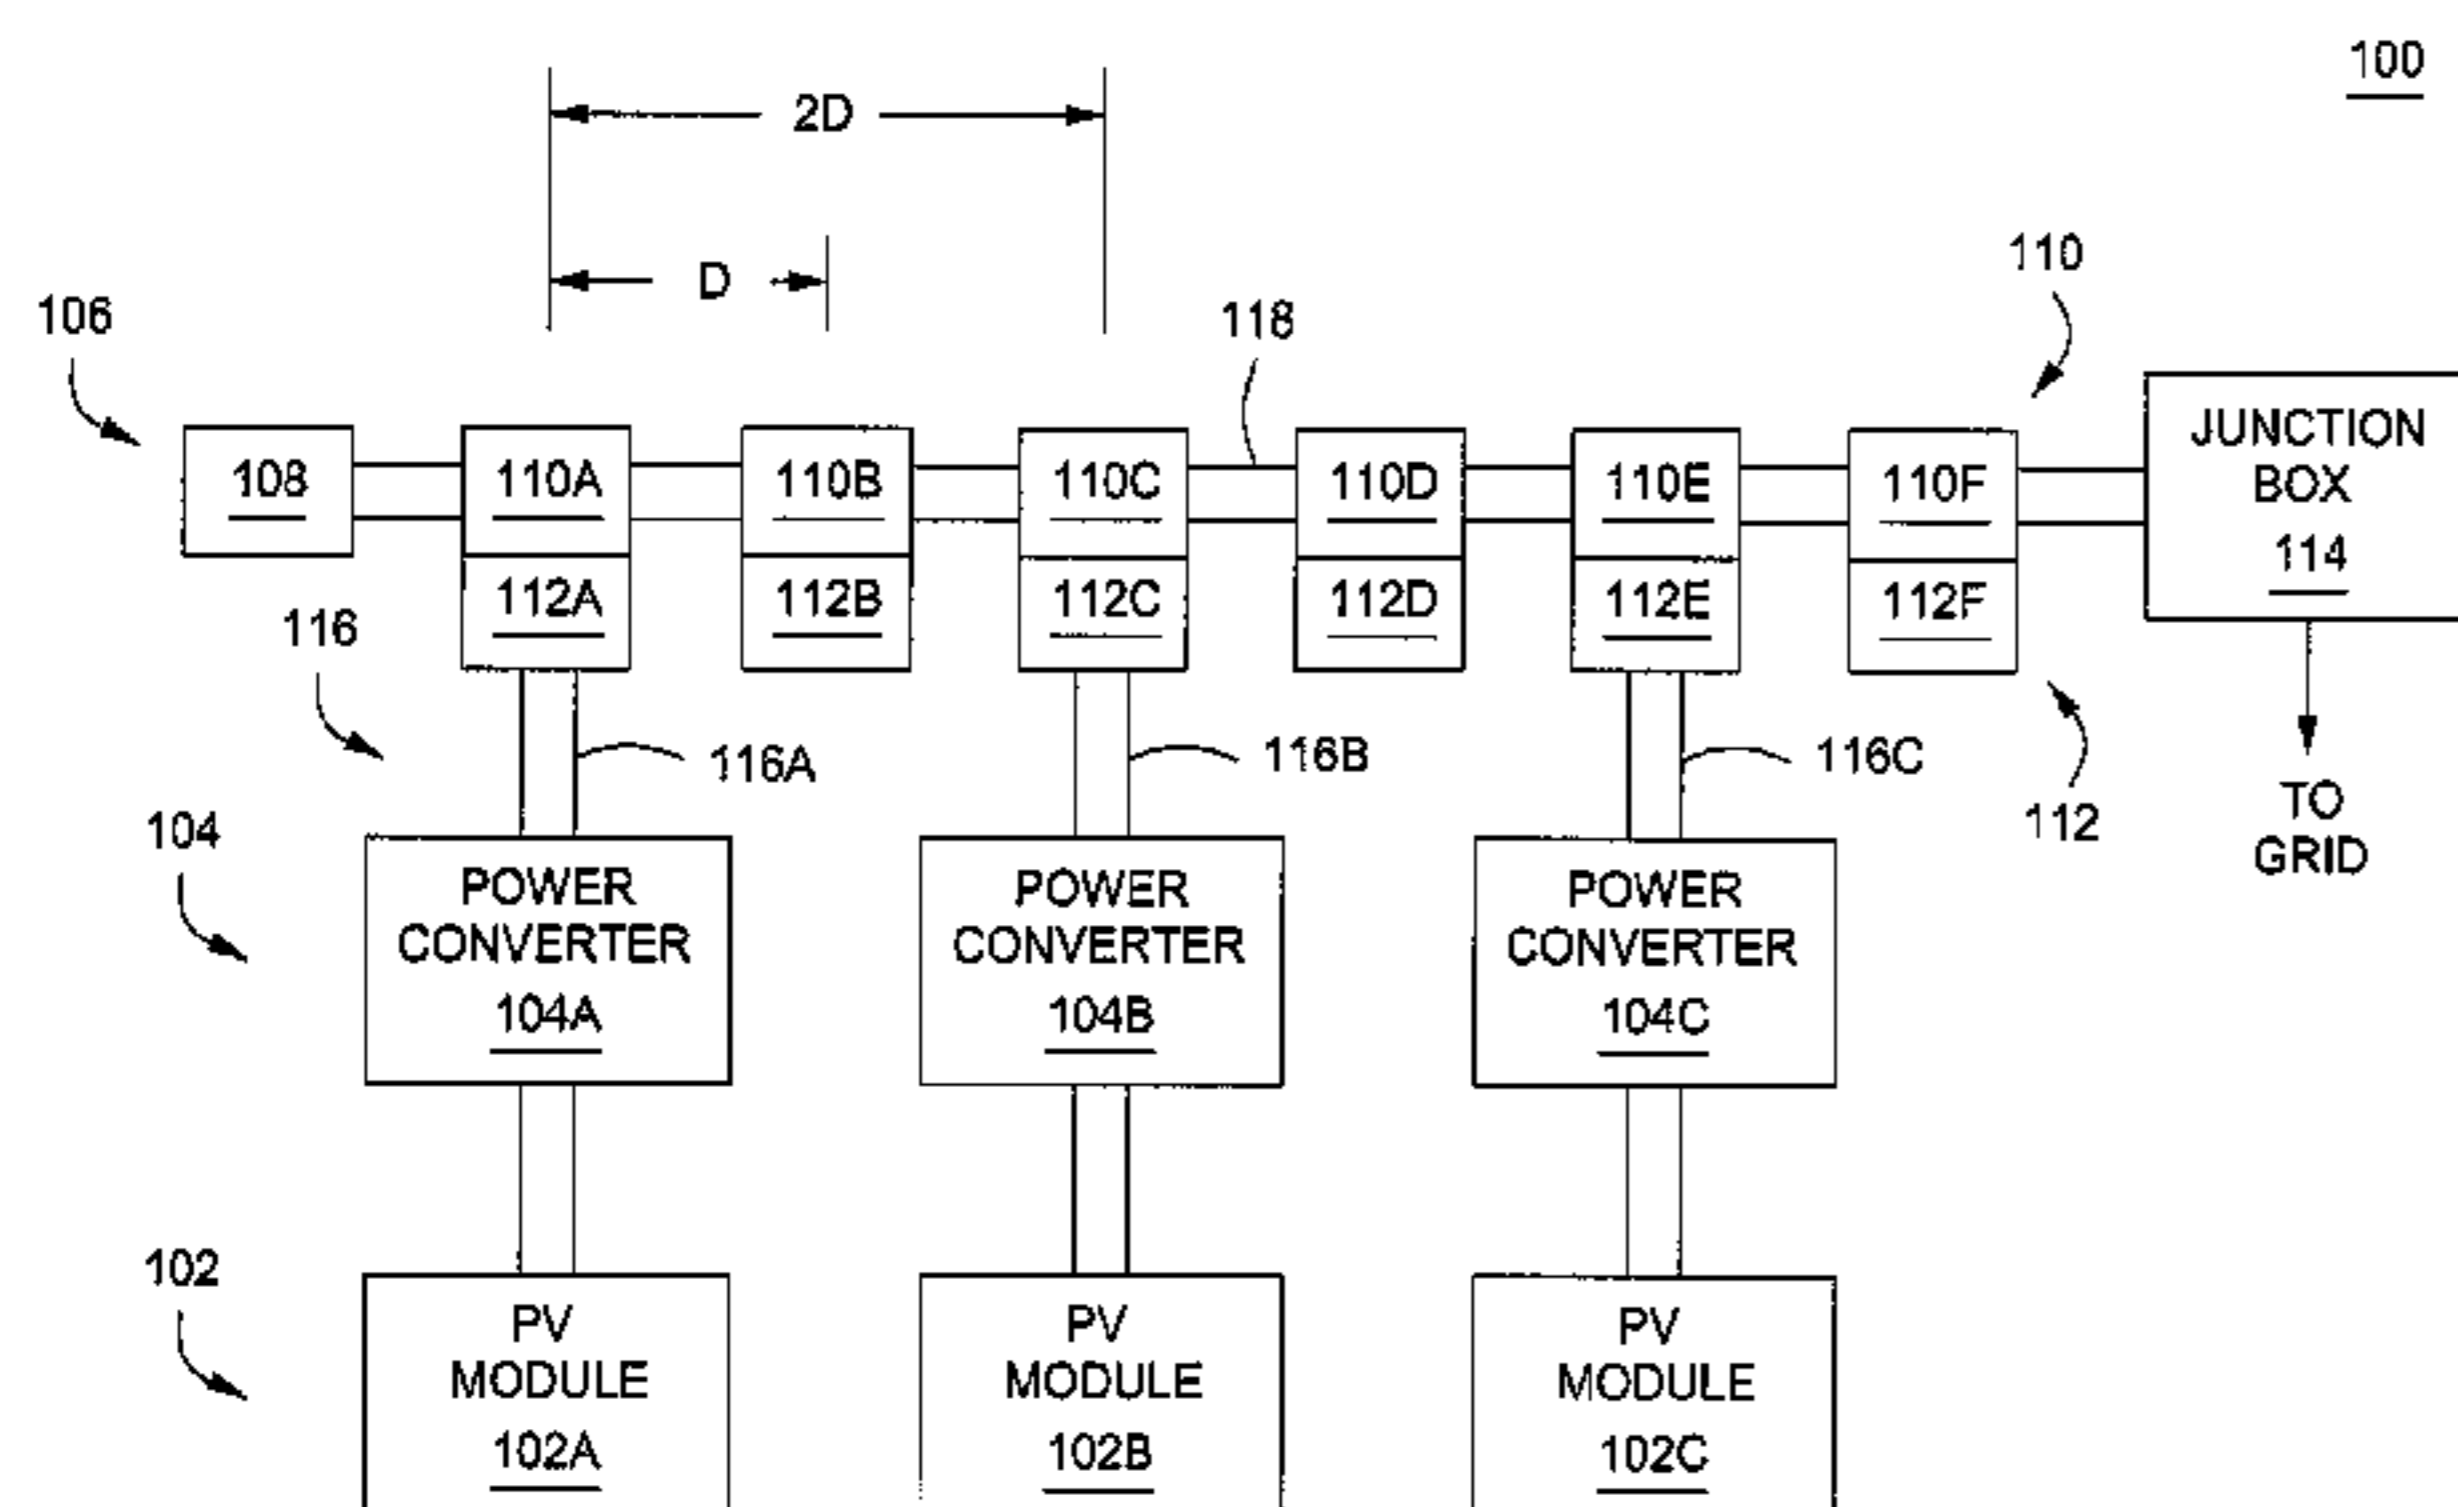 100
2D
D
110
106
118
JUNCTION
BOX
114
108
110A
110B
110C
110D
110E
110F
112A
112B
112C
112D
112E
112F
116
116A
116B
116C
112
TO
GRID
104
POWER
CONVERTER
104A
POWER
CONVERTER
104B
POWER
CONVERTER
104C
102
PV
MODULE
102A
PV
MODULE
102B
PV
MODULE
102C